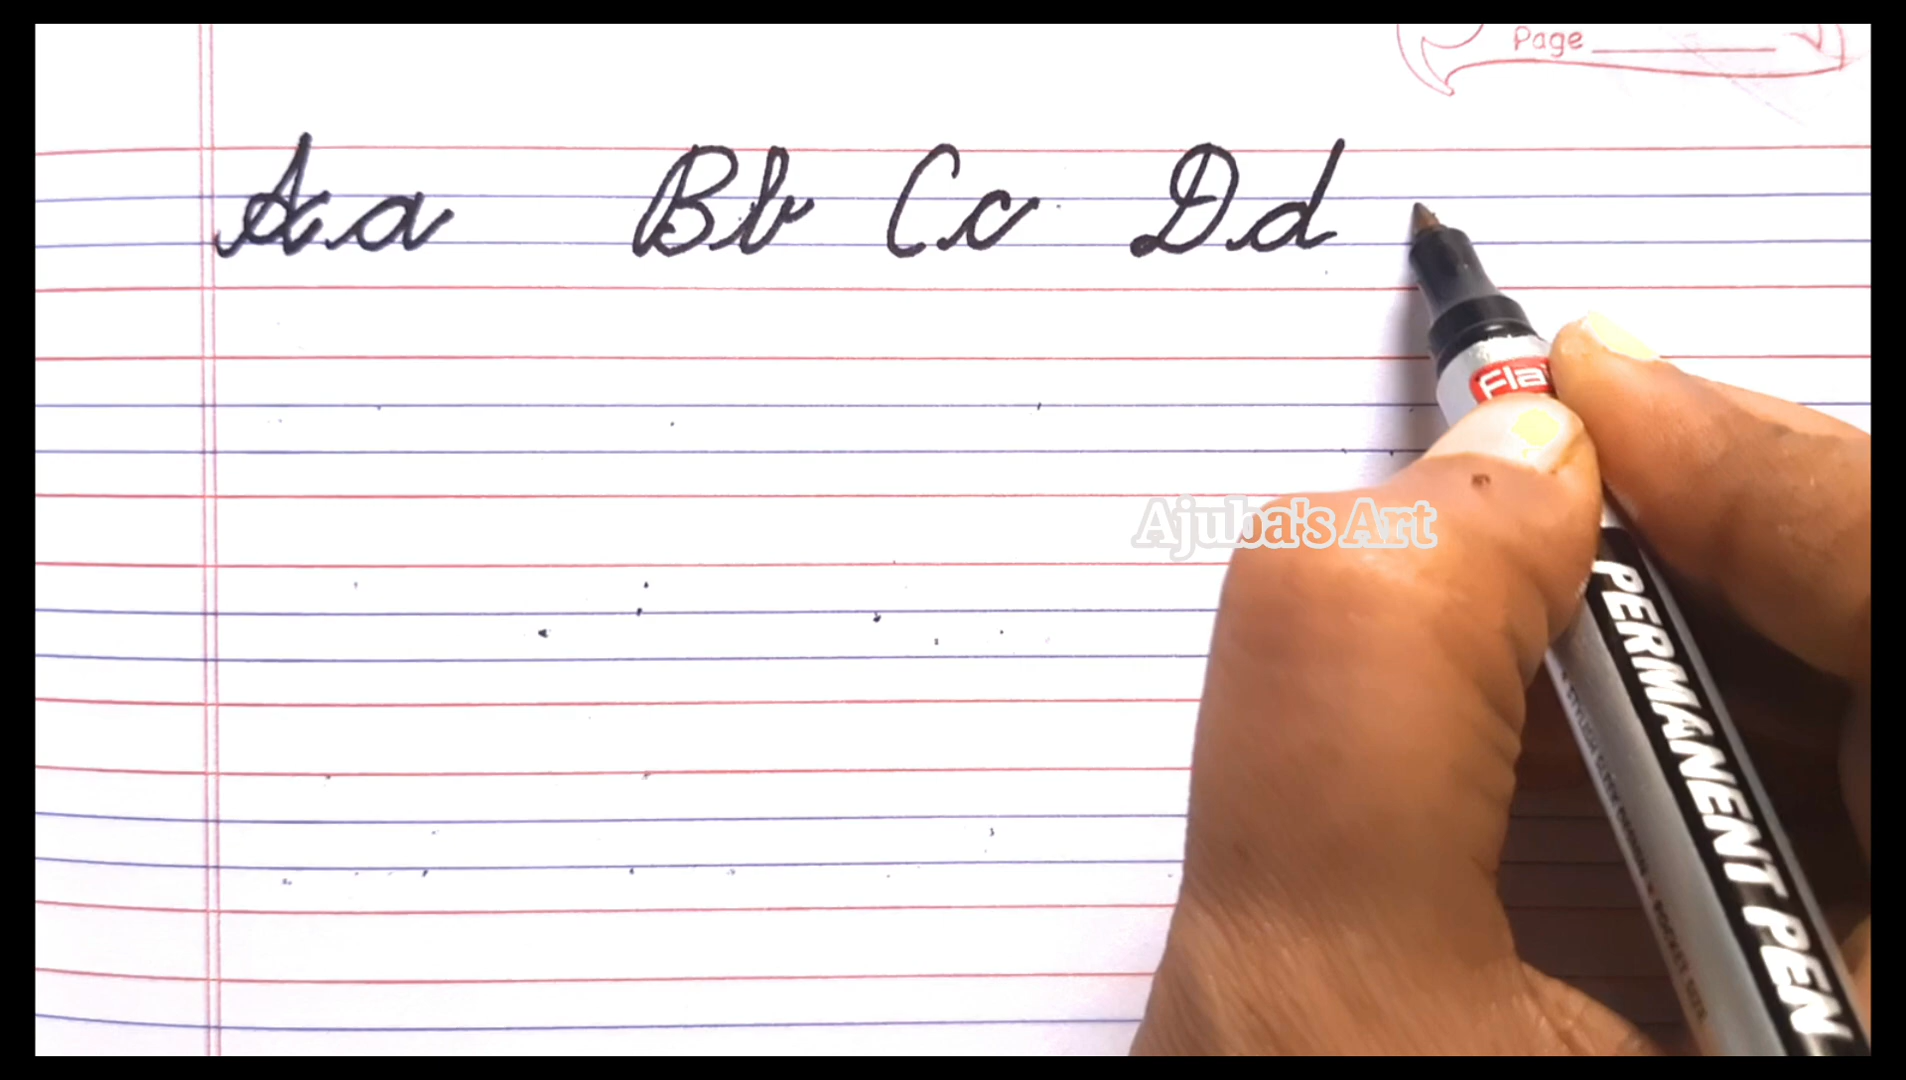 Page
Aa Bb Cc Dd
Fla
Ajuba's Art
PERMANENT PEN